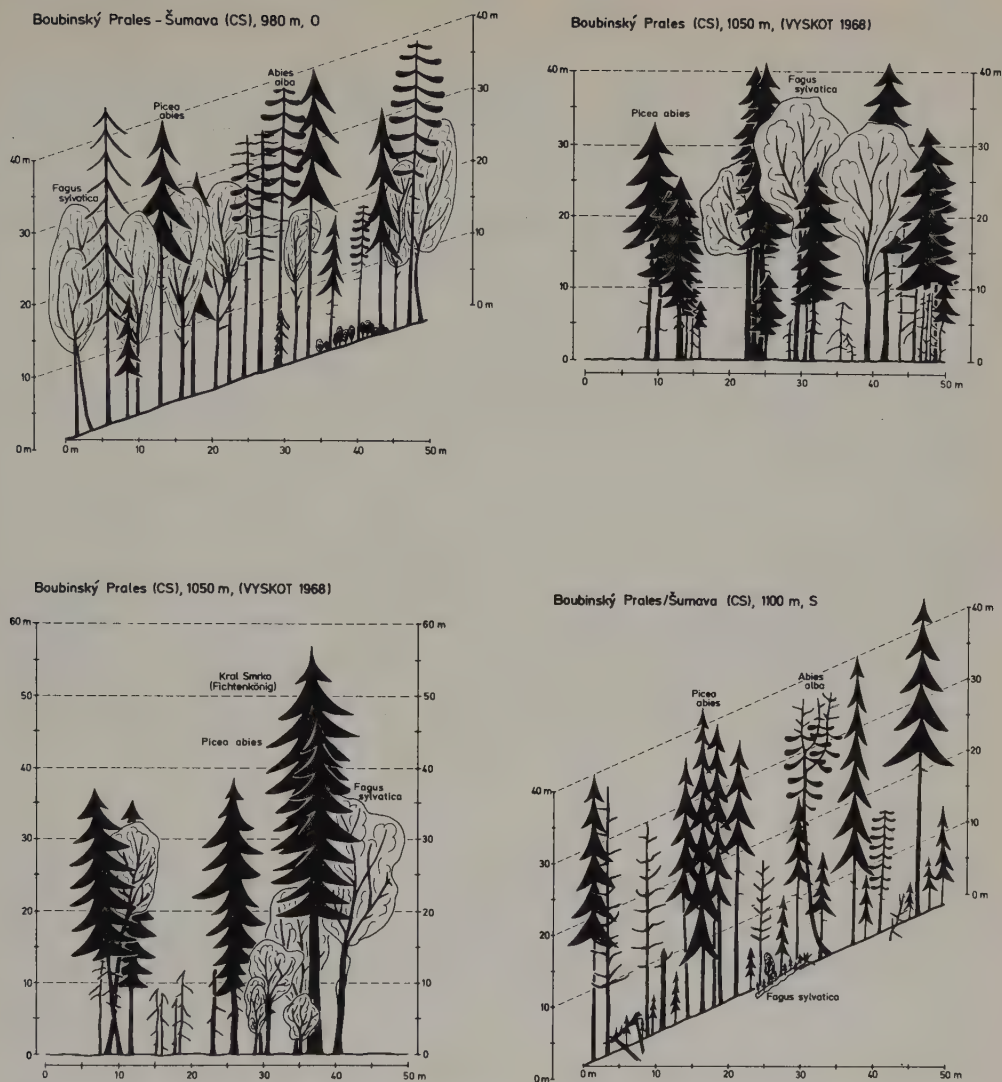 Boubinský Prales - Šumava (CS), 980 m, O
40 m
30
20
10
0 m
40 m
30
20
10
0 m
Abies
alba
Picea
abies
Fagus
sylvatica
0 m 10 20 30 40 50 m
Boubinský Prales (CS), 1050 m, (VYSKOT 1968)
40 m
30
20
10
0
40 m
30
20
10
0
Fagus
sylvatica
Picea abies
0 10 20 30 40 50 m
Boubinský Prales (CS), 1050 m, (VYSKOT 1968)
60 m
50
40
30
20
10
0
60 m
50
40
30
20
10
0
Kral Smrko
(Fichtenkönig)
Picea abies
Fagus
sylvatica
0 10 20 30 40 50 m
Boubinský Prales/Šumava (CS), 1100 m, S
40 m
30
20
10
0 m
40 m
30
20
10
0 m
Picea
abies
Abies
alba
Fagus sylvatica
0 m 10 20 30 40 50 m